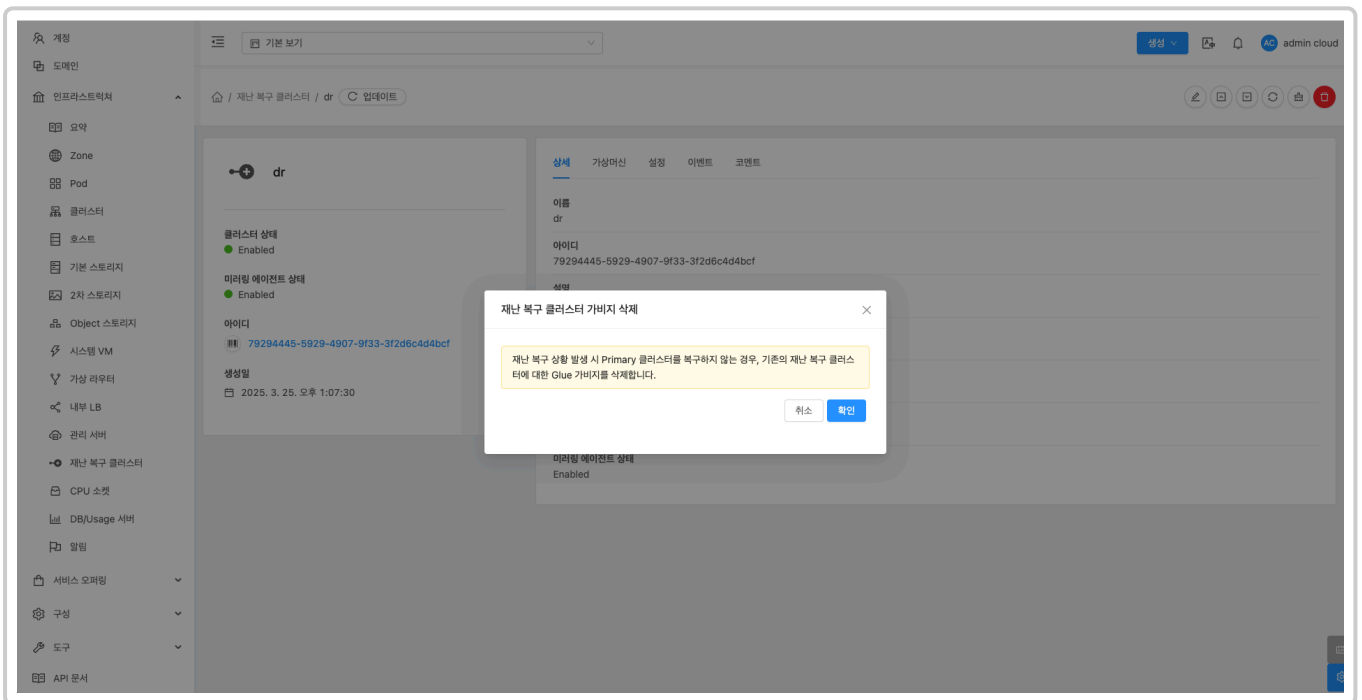 계정
도메인
인프라스트럭쳐
요약
Zone
Pod
클러스터
호스트
기본 스토리지
2차 스토리지
Object 스토리지
시스템 VM
가상 라우터
내부 LB
관리 서버
재난 복구 클러스터
CPU 소켓
DB/Usage 서버
알림
서비스 오퍼링
구성
도구
API 문서
기본 보기
생성
AC admin cloud
/ 재난 복구 클러스터 / dr 업데이트
dr
클러스터 상태
Enabled
미러링 에이전트 상태
Enabled
아이디
79294445-5929-4907-9f33-3f2d6c4d4bcf
생성일
2025. 3. 25. 오후 1:07:30
상세 가상머신 설정 이벤트 코멘트
이름
dr
아이디
79294445-5929-4907-9f33-3f2d6c4d4bcf
설명
재난 복구 클러스터 가비지 삭제
재난 복구 상황 발생 시 Primary 클러스터를 복구하지 않는 경우, 기존의 재난 복구 클러스
터에 대한 Glue 가비지를 삭제합니다.
취소 확인
미러링 에이전트 상태
Enabled